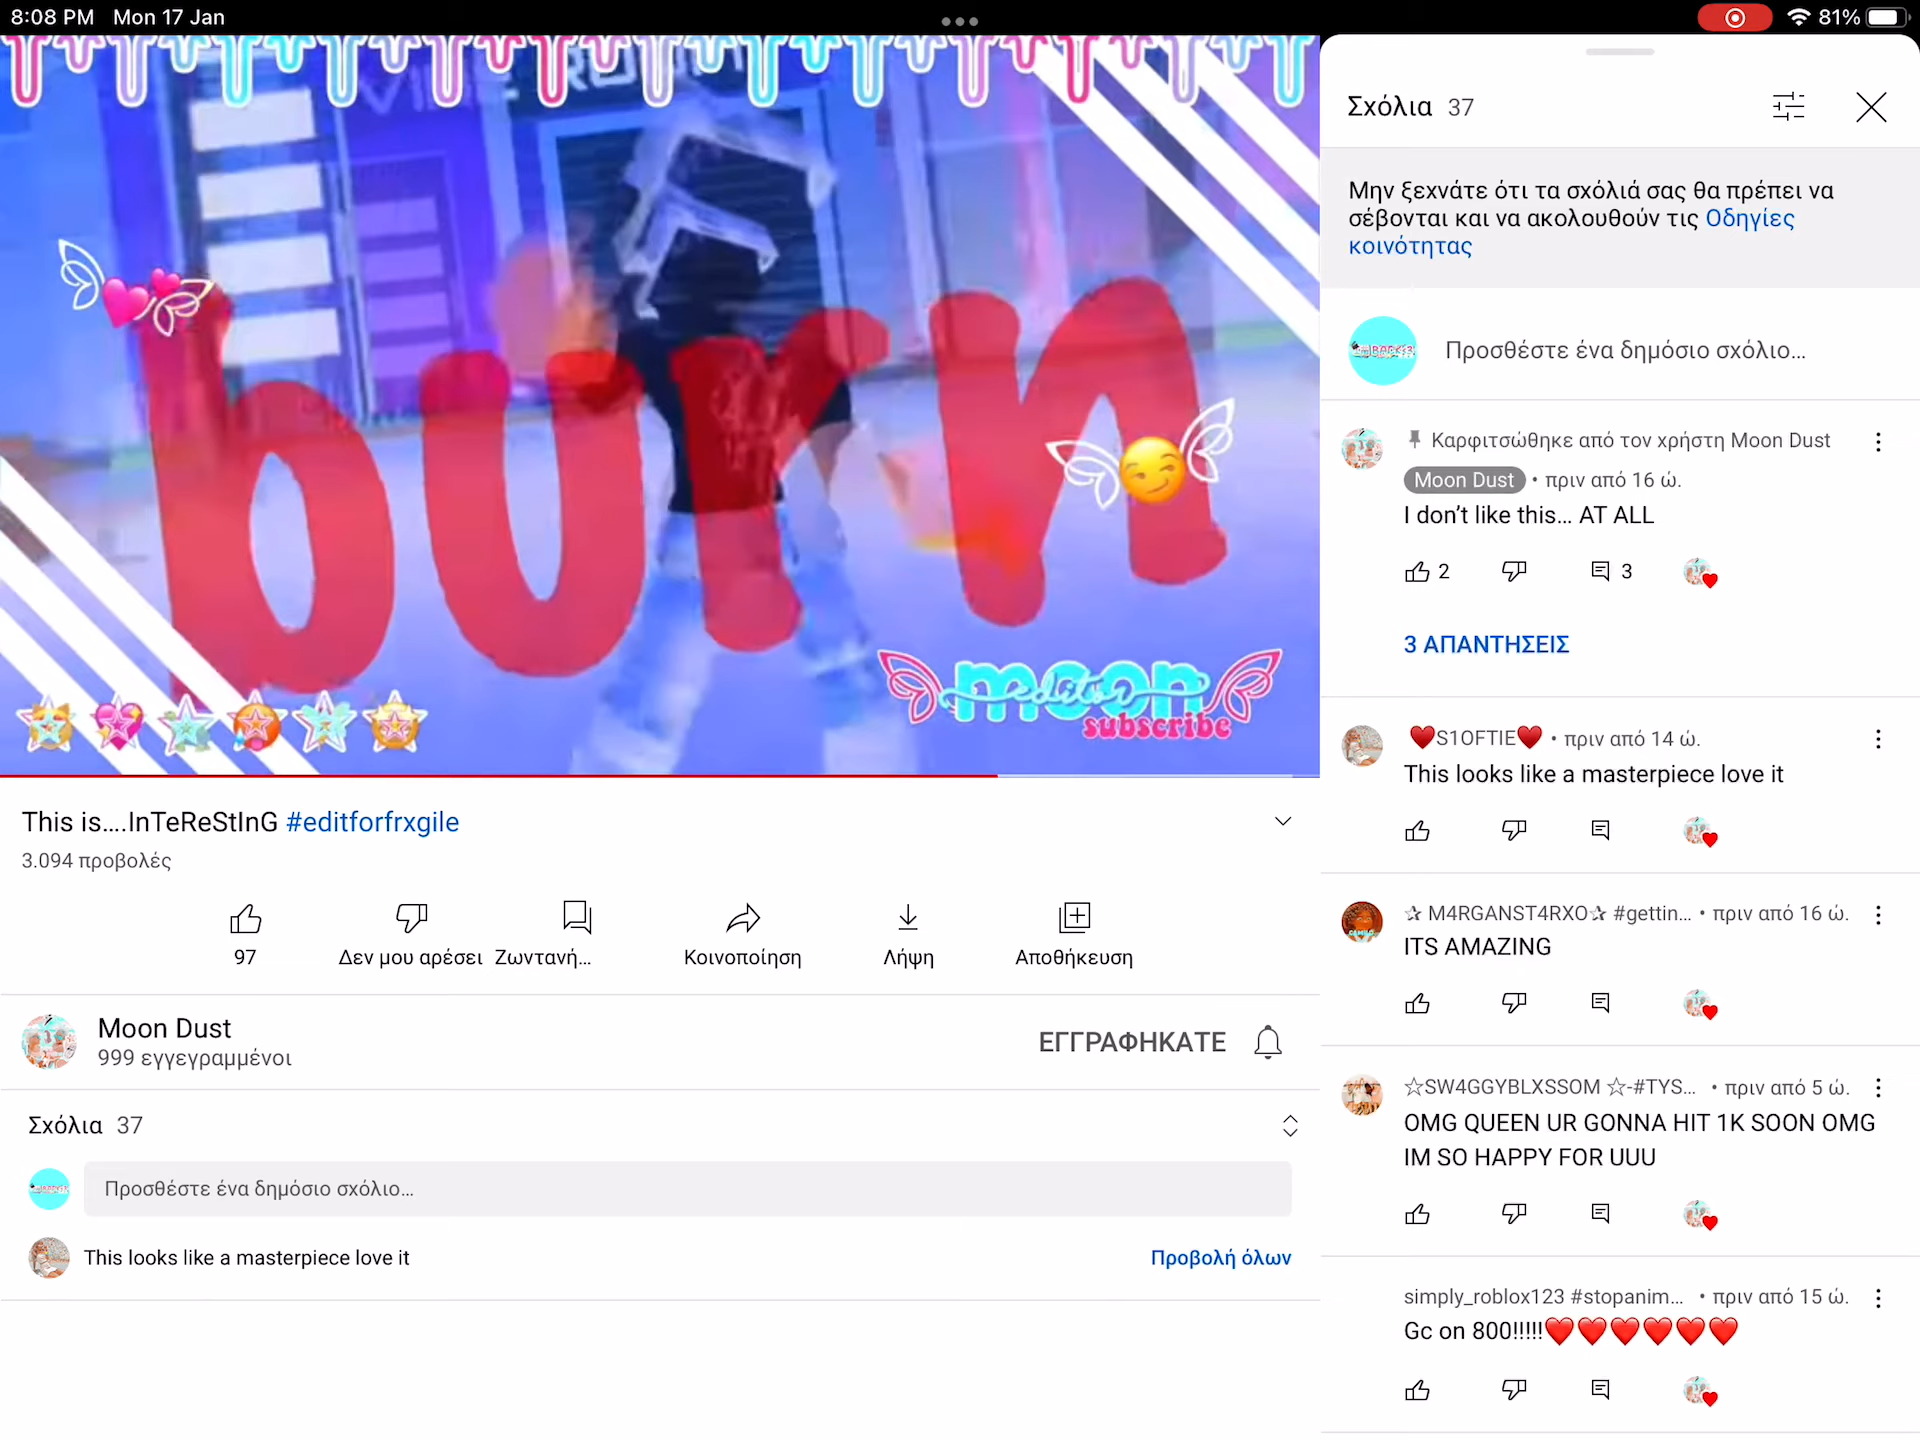 8:08 PM Mon 17 Jan
81%
VIBE ROOM
burn
moon
editor
subscribe
This is....InTeReStInG #editforfrxgile
3.094 προβολές
97
Δεν μου αρέσει
Ζωντανή...
Κοινοποίηση
Λήψη
Αποθήκευση
Moon Dust
999 εγγεγραμμένοι
ΕΓΓΡΑΦΗΚΑΤΕ
Σχόλια 37
Προσθέστε ένα δημόσιο σχόλιο...
This looks like a masterpiece love it
Προβολή όλων
Σχόλια 37
Μην ξεχνάτε ότι τα σχόλιά σας θα πρέπει να
σέβονται και να ακολουθούν τις Οδηγίες
κοινότητας
Προσθέστε ένα δημόσιο σχόλιο...
Καρφιτσώθηκε από τον χρήστη Moon Dust
Moon Dust • πριν από 16 ώ.
I don’t like this... AT ALL
2
3
3 ΑΠΑΝΤΗΣΕΙΣ
❤️S1OFTIE❤️ • πριν από 14 ώ.
This looks like a masterpiece love it
✰ M4RGANST4RXO✰ #gettin... • πριν από 16 ώ.
ITS AMAZING
☆SW4GGYBLXSSOM ☆-#TYS... • πριν από 5 ώ.
OMG QUEEN UR GONNA HIT 1K SOON OMG
IM SO HAPPY FOR UUU
simply_roblox123 #stopanim... • πριν από 15 ώ.
Gc on 800!!!!!❤️❤️❤️❤️❤️❤️